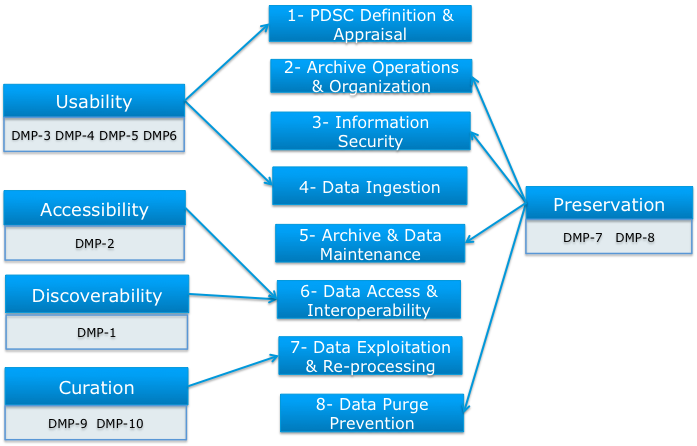 1- PDSC Definition &
Appraisal
2- Archive Operations
& Organization
Usability
DMP-3 DMP-4 DMP-5 DMP6
3- Information
Security
4- Data Ingestion
Accessibility
DMP-2
Preservation
DMP-7 DMP-8
5- Archive & Data
Maintenance
Discoverability
DMP-1
6- Data Access &
Interoperability
7- Data Exploitation
& Re-processing
Curation
DMP-9 DMP-10
8- Data Purge
Prevention